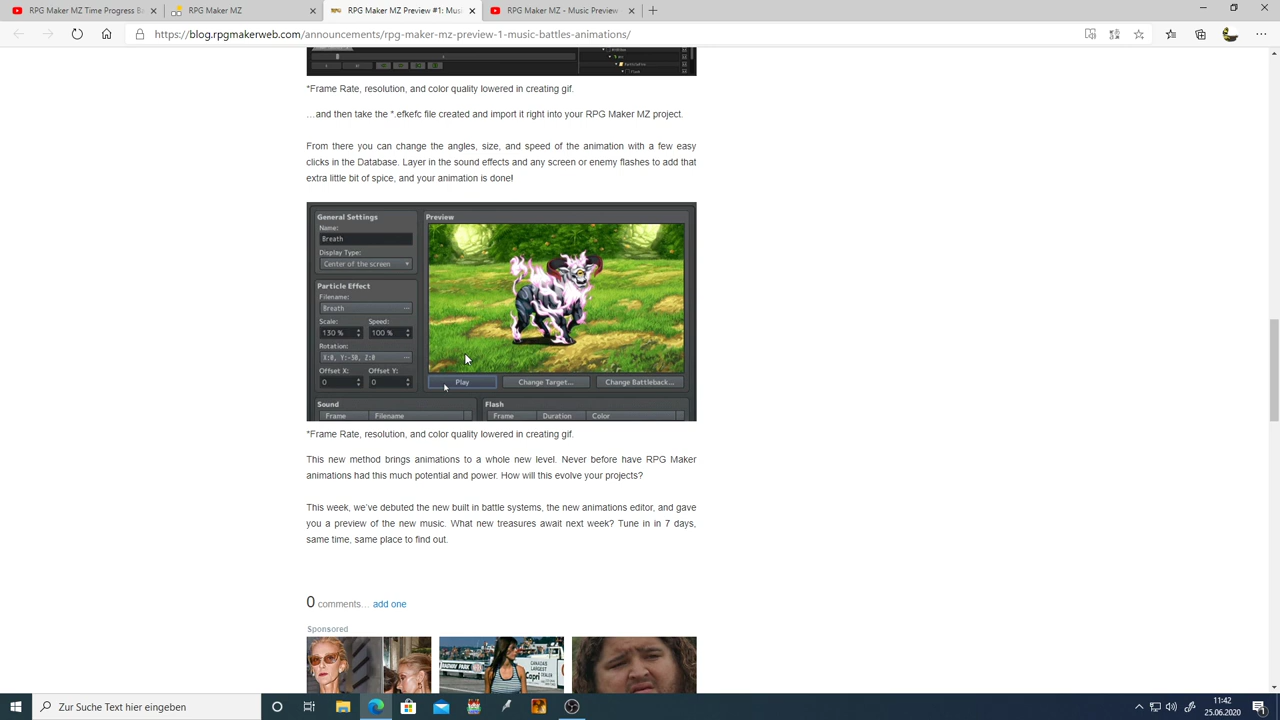 RPG Maker MZ Time Progress Ba
RPG Maker MZ
RPG Maker MZ Preview #1: Musi
RPG Maker MZ - Music Preview
https://blog.rpgmakerweb.com/announcements/rpg-maker-mz-preview-1-music-battles-animations/
*Frame Rate, resolution, and color quality lowered in creating gif.
…and then take the *.efkefc file created and import it right into your RPG Maker MZ project.
From there you can change the angles, size, and speed of the animation with a few easy
clicks in the Database. Layer in the sound effects and any screen or enemy flashes to add that
extra little bit of spice, and your animation is done!
General Settings
Preview
Name:
Breath
Display Type:
Center of the screen
Particle Effect
Filename:
Breath
Scale: Speed:
130 % 100 %
Rotation:
X:0, Y:-50, Z:0
Offset X: Offset Y:
0 0
Play Change Target... Change Battleback...
Sound Flash
Frame Filename Frame Duration Color
*Frame Rate, resolution, and color quality lowered in creating gif.
This new method brings animations to a whole new level. Never before have RPG Maker
animations had this much potential and power. How will this evolve your projects?
This week, we've debuted the new built in battle systems, the new animations editor, and gave
you a preview of the new music. What new treasures await next week? Tune in in 7 days,
same time, same place to find out.
0 comments... add one
Sponsored
CANADA'S
LARGEST
DEALER
Capri
Zur Suche Text hier eingeben
11:42
25.06.2020